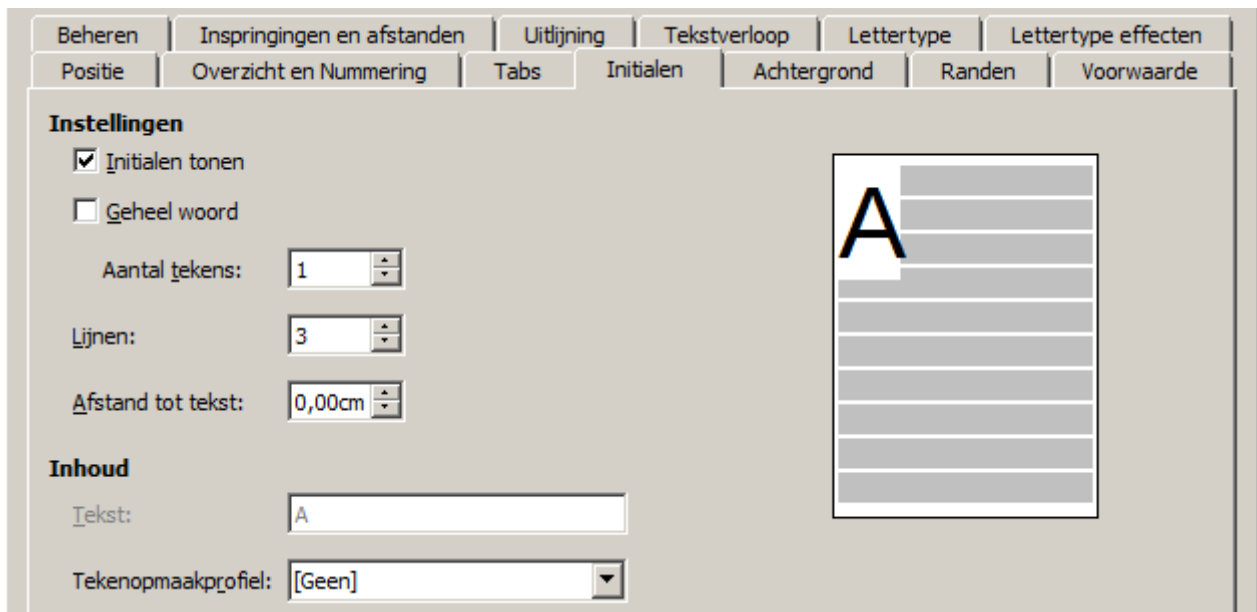 Beheren Inspringingen en afstanden Uitlijning Tekstverloop Lettertype Lettertype effecten
Positie Overzicht en Nummering Tabs Initialen Achtergrond Randen Voorwaarde
Instellingen
Initialen tonen
Geheel woord
Aantal tekens: 1
Lijnen: 3
Afstand tot tekst: 0,00cm
A
Inhoud
Tekst: A
Tekenopmaakprofiel: [Geen]